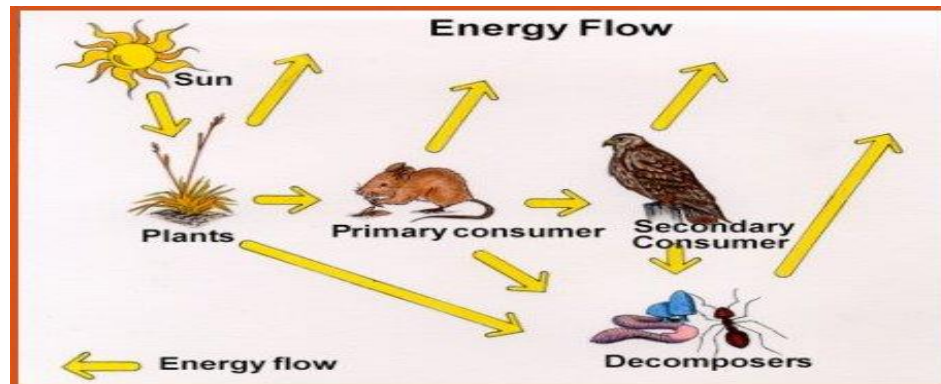 Energy Flow
Sun
Plants
Primary consumer
Secondary
Consumer
Decomposers
Energy flow